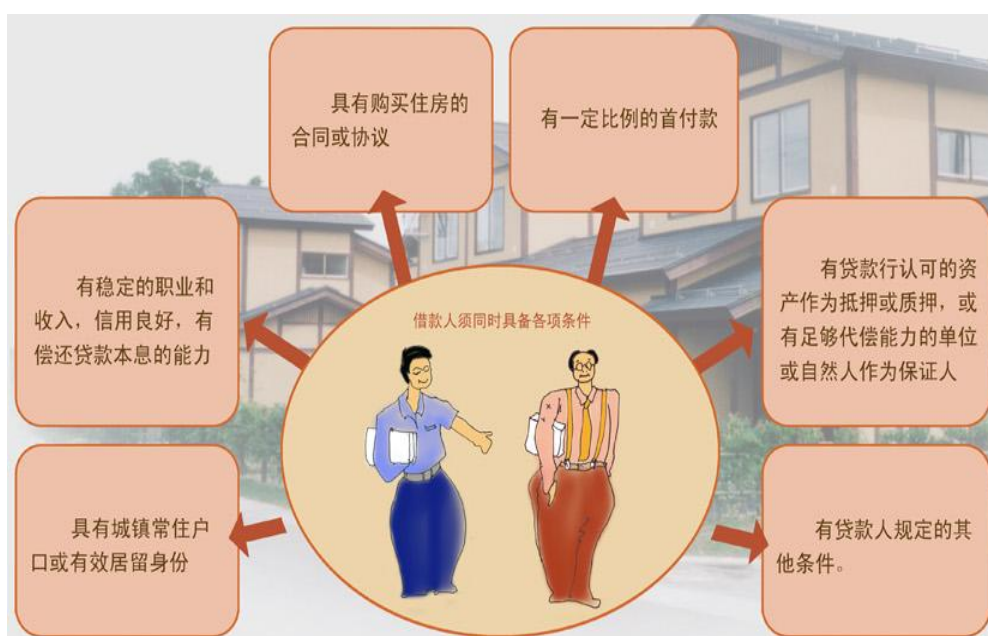 具有购买住房的
合同或协议
有一定比例的首付款
有稳定的职业和
收入，信用良好，有
偿还贷款本息的能力
有贷款行认可的资
产作为抵押或质押，或
有足够代偿能力的单位
或自然人作为保证人
借款人须同时具备各项条件
具有城镇常住户
口或有效居留身份
有贷款人规定的其
他条件。